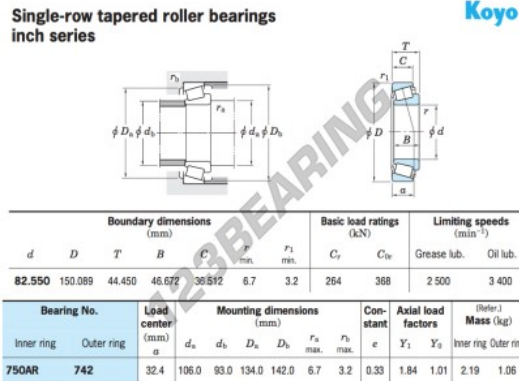 Single-row tapered roller bearings
inch series
Koyo
T
C
r1
r
B
φD
φd
a
rb
ra
φDa φdb
φda φDb
123BEARING
Boundary dimensions
(mm)
Basic load ratings
(kN)
Limiting speeds
(min⁻¹)
d D T B C r min. r1 min. Cr C0r Grease lub. Oil lub.
82.550 150.089 44.450 46.672 36.512 6.7 3.2 264 368 2 500 3 400
Bearing No.
Load center (mm) a
Mounting dimensions
(mm)
Con-stant e
Axial load factors
(Refer.)
Mass (kg)
Inner ring Outer ring da db Da Db ra max. rb max. Y1 Y0 Inner ring Outer rin
750AR 742 32.4 106.0 93.0 134.0 142.0 6.7 3.2 0.33 1.84 1.01 2.19 1.06